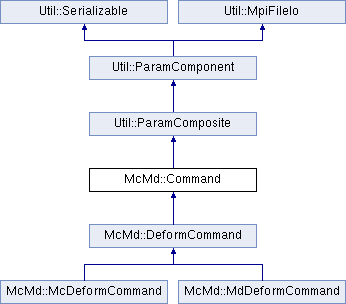 Util::Serializable
Util::MpiFileIo
Util::ParamComponent
Util::ParamComposite
McMd::Command
McMd::DeformCommand
McMd::McDeformCommand
McMd::MdDeformCommand